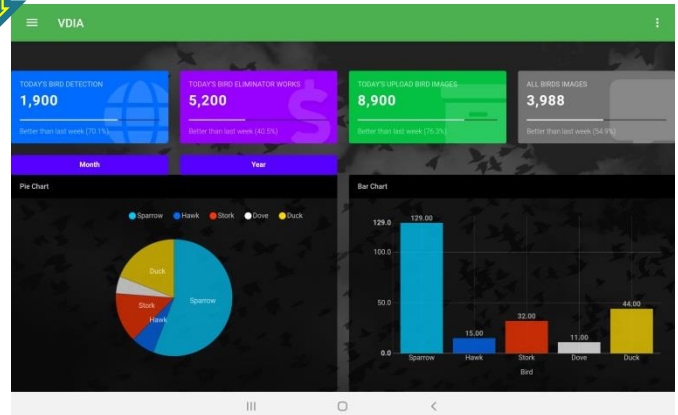 VDIA
TODAY'S BIRD DETECTION
1,900
Better than last week (70.1%)
TODAY'S BIRD ELIMINATOR WORKS
5,200
Better than last week (40.5%)
TODAY'S UPLOAD BIRD IMAGES
8,900
Better than last week (76.3%)
ALL BIRDS IMAGES
3,988
Better than last week (54.9%)
Month
Year
Pie Chart
Sparrow Hawk Stork Dove Duck
Duck
Sparrow
Stork
Hawk
Bar Chart
129.0
129.00
100.0
50.0
44.00
32.00
15.00
11.00
0.0
Sparrow Hawk Stork Dove Duck
Bird